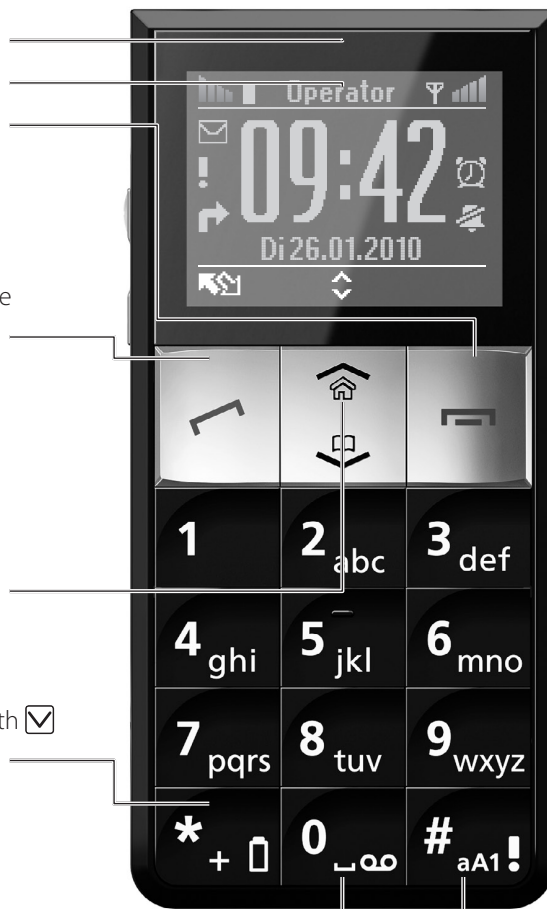 Operator
09:42
Di 26.01.2010
e
1
2 abc
3 def
4 ghi
5 jkl
6 mno
th
7 pqrs
8 tuv
9 wxyz
* +
0
# aA1 !